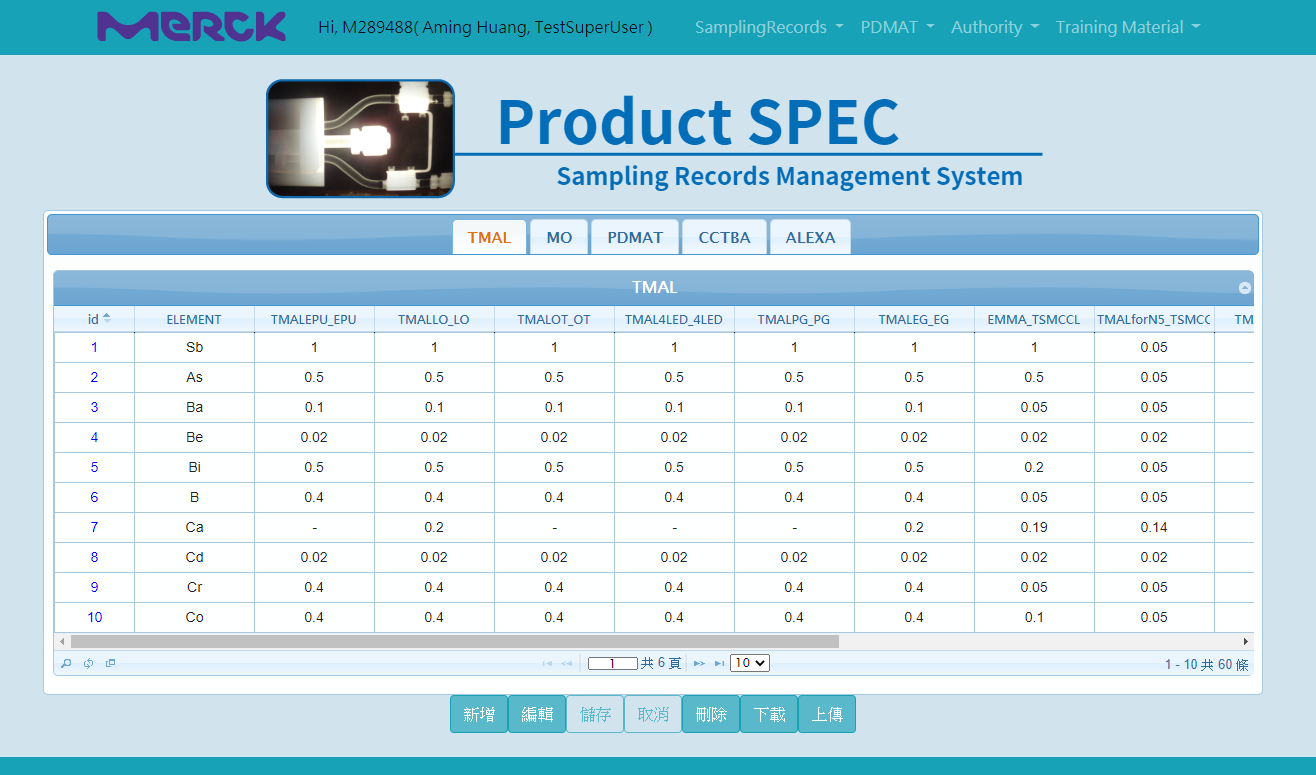 MERCK Hi, M289488( Aming Huang, TestSuperUser ) SamplingRecords PDMAT Authority Training Material
Product SPEC
Sampling Records Management System
TMAL MO PDMAT CCTBA ALEXA
TMAL
id ELEMENT TMALEPU_EPU TMALLO_LO TMALOT_OT TMAL4LED_4LED TMALPG_PG TMALEG_EG EMMA_TSMCCL TMALforN5_TSMCC TM
1 Sb 1 1 1 1 1 1 1 0.05
2 As 0.5 0.5 0.5 0.5 0.5 0.5 0.5 0.05
3 Ba 0.1 0.1 0.1 0.1 0.1 0.1 0.05 0.05
4 Be 0.02 0.02 0.02 0.02 0.02 0.02 0.02 0.02
5 Bi 0.5 0.5 0.5 0.5 0.5 0.5 0.2 0.05
6 B 0.4 0.4 0.4 0.4 0.4 0.4 0.05 0.05
7 Ca - 0.2 - - - 0.2 0.19 0.14
8 Cd 0.02 0.02 0.02 0.02 0.02 0.02 0.02 0.02
9 Cr 0.4 0.4 0.4 0.4 0.4 0.4 0.05 0.05
10 Co 0.4 0.4 0.4 0.4 0.4 0.4 0.1 0.05
1 共 6 頁 10 1 - 10 共 60 條
新增 編輯 儲存 取消 刪除 下載 上傳